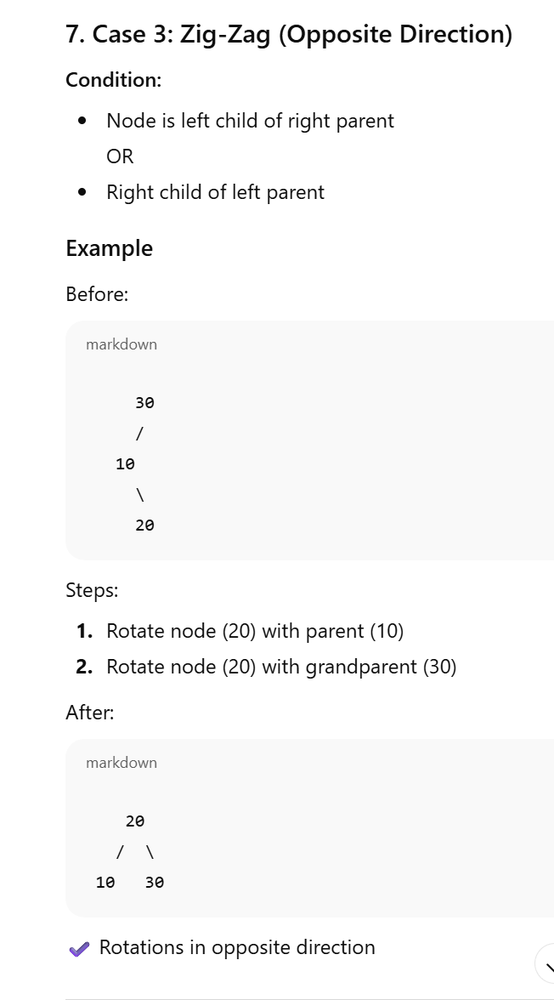 7. Case 3: Zig-Zag (Opposite Direction)
Condition:
• Node is left child of right parent
OR
• Right child of left parent
Example
Before:
markdown
30
/
10
\
20
Steps:
1. Rotate node (20) with parent (10)
2. Rotate node (20) with grandparent (30)
After:
markdown
20
/ \
10 30
✔ Rotations in opposite direction